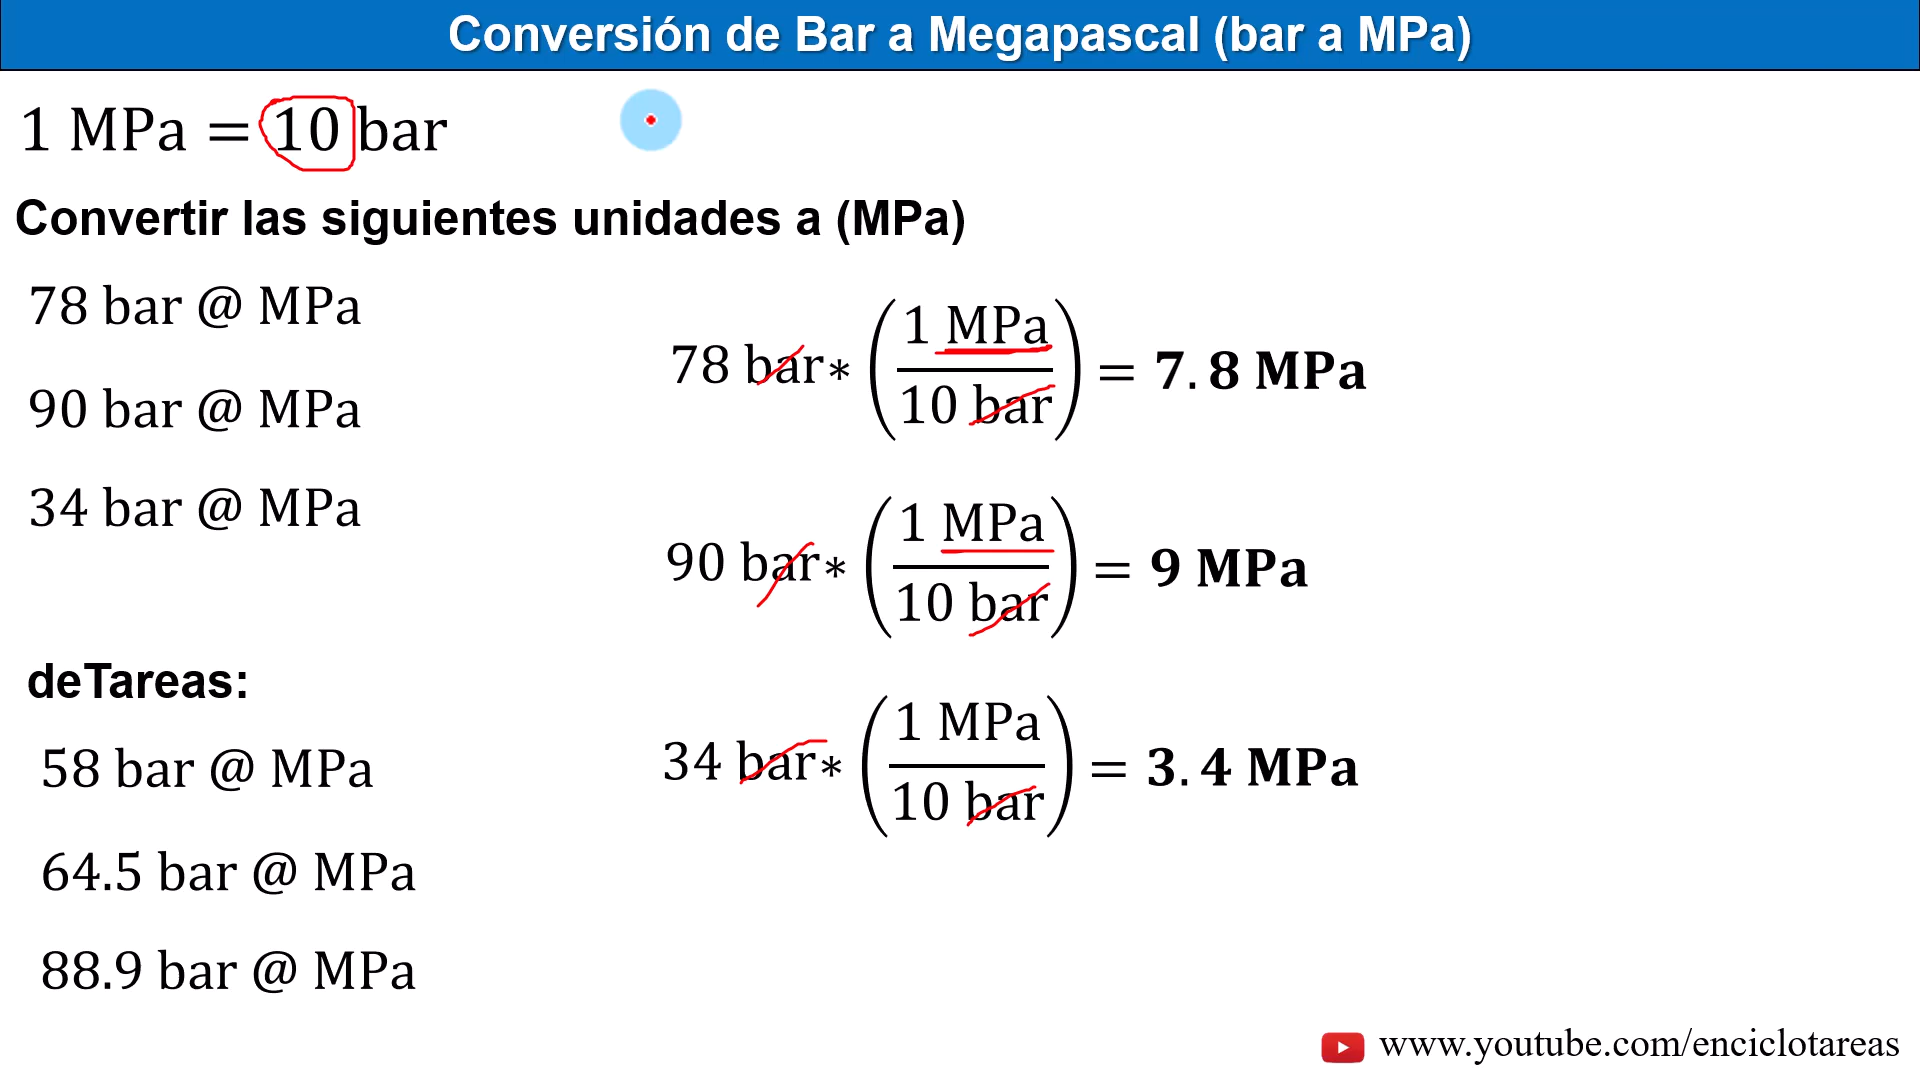 Conversión de Bar a Megapascal (bar a MPa)
1 MPa = 10 bar
Convertir las siguientes unidades a (MPa)
78 bar @ MPa
90 bar @ MPa
34 bar @ MPa
78 bar * (1 MPa / 10 bar) = 7.8 MPa
90 bar * (1 MPa / 10 bar) = 9 MPa
34 bar * (1 MPa / 10 bar) = 3.4 MPa
deTareas:
58 bar @ MPa
64.5 bar @ MPa
88.9 bar @ MPa
www.youtube.com/enciclotareas